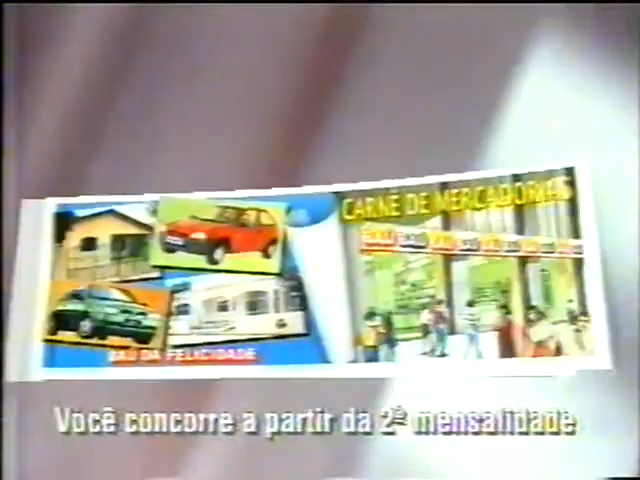 CARNÊ DE MERCADORIAS
BAÚ DA FELICIDADE
Você concorre a partir da 2ª mensalidade